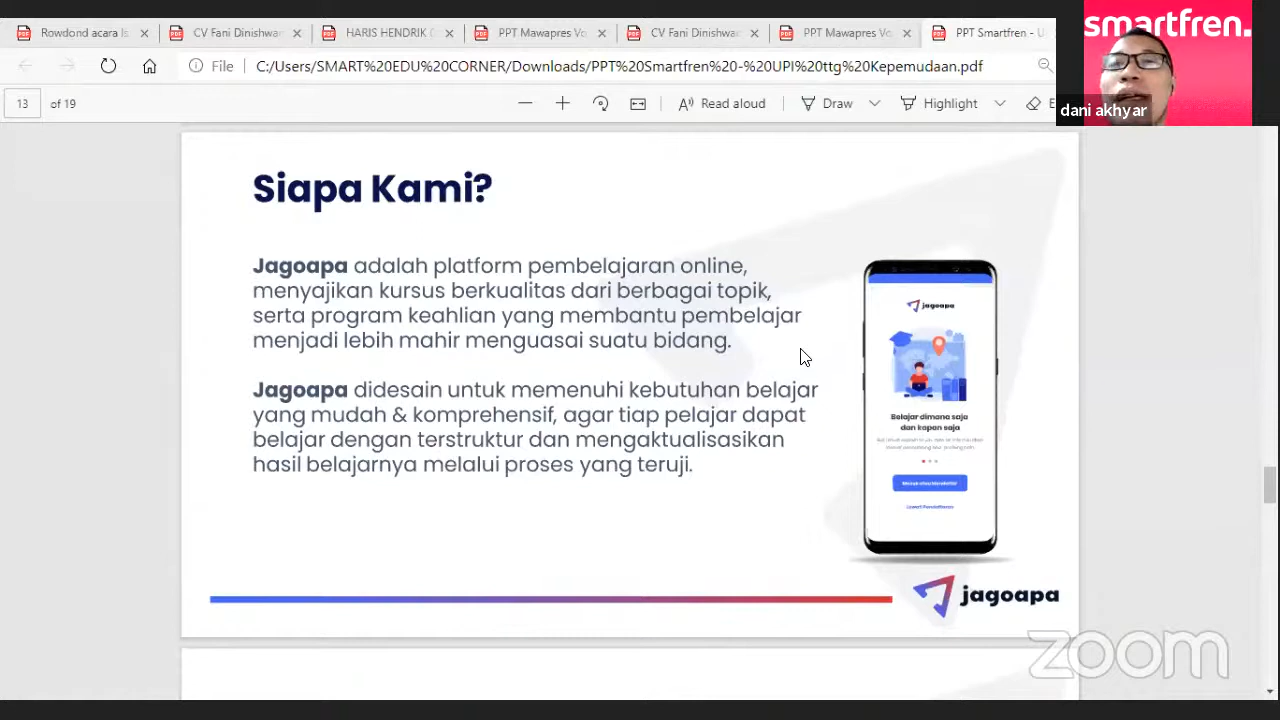 Rowdond acara Is
CV Fani Dinishwar
HARIS HENDRIK
PPT Mawapres Vo
CV Fani Dinishwar
PPT Mawapres Vo
PPT Smartfren - U
smartfren.
File
C:/Users/SMART%20EDU%20CORNER/Downloads/PPT%20Smartfren%20-%20UPI%20ttg%20Kepemudaan.pdf
13 of 19
Read aloud
Draw
Highlight
dani akhyar
Siapa Kami?
Jagoapa adalah platform pembelajaran online,
menyajikan kursus berkualitas dari berbagai topik,
serta program keahlian yang membantu pembelajar
menjadi lebih mahir menguasai suatu bidang.
Jagoapa didesain untuk memenuhi kebutuhan belajar
yang mudah & komprehensif, agar tiap pelajar dapat
belajar dengan terstruktur dan mengaktualisasikan
hasil belajarnya melalui proses yang teruji.
jagoapa
Belajar dimana saja
dan kapan saja
jagoapa
zoom